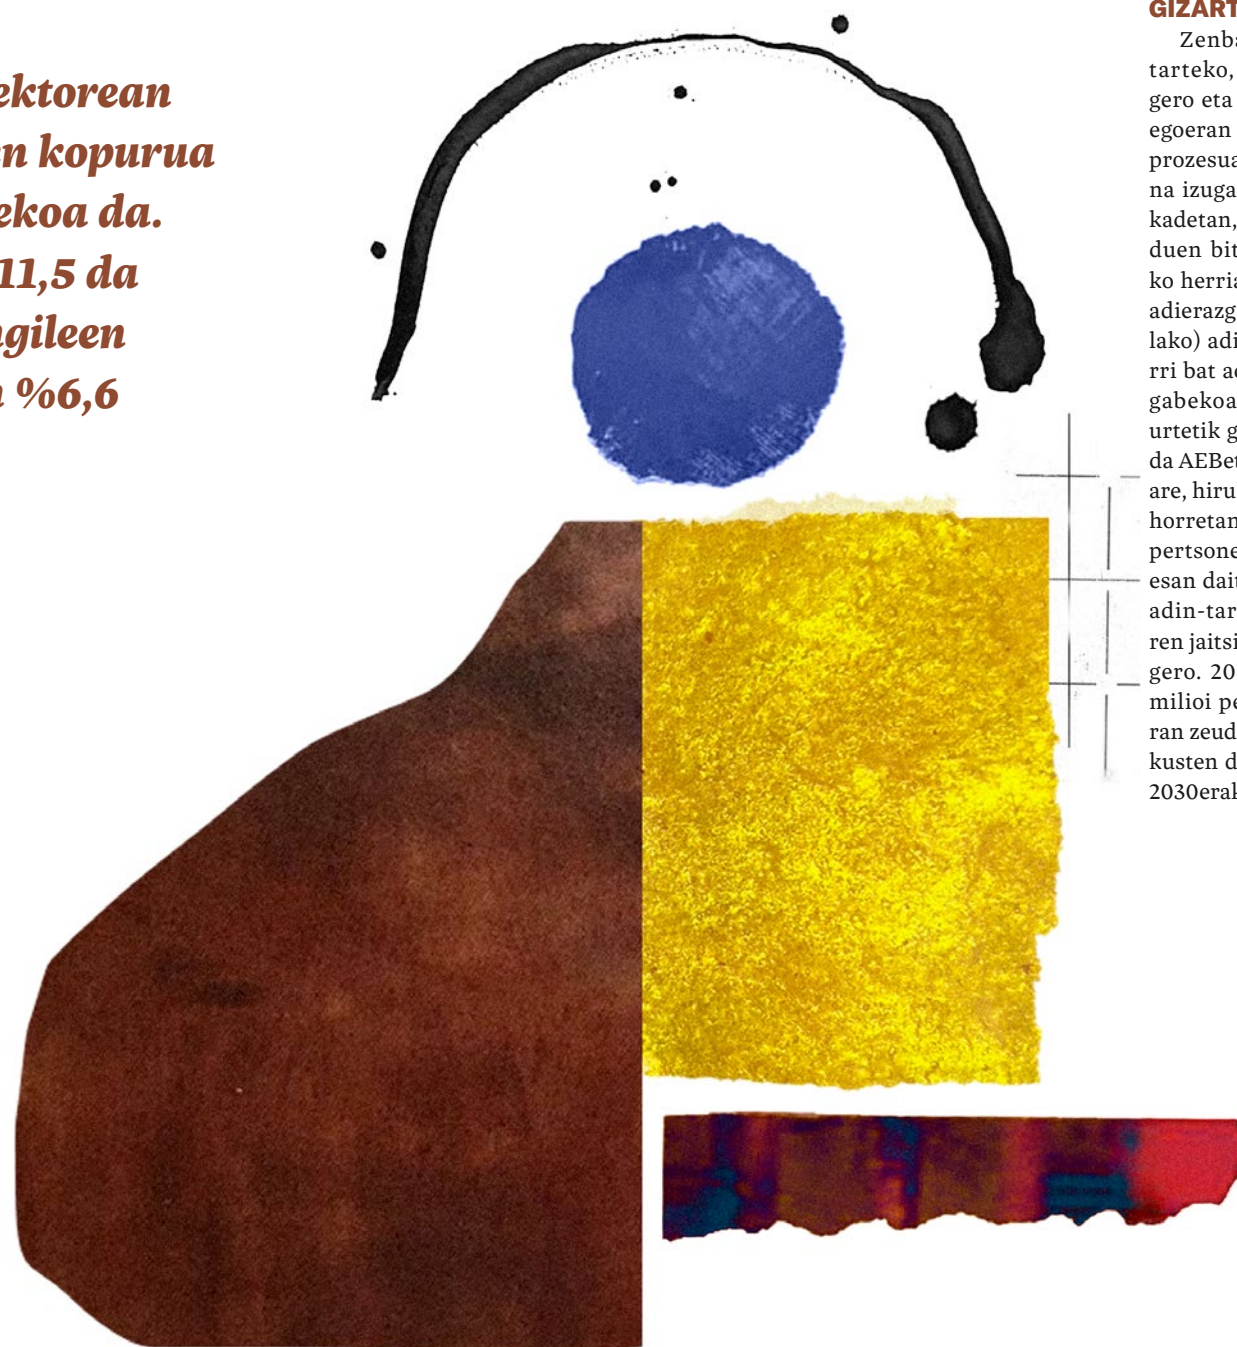 ektorean
n kopurua
ekoa da.
11,5 da
gileen
%6,6
GIZART
Zenba
tarteko,
gero eta
egoeran
prozesua
na izuga
kadetan,
duen bit
ko herria
adierazg
lako) adi
rri bat a
gabekoa
urtetik g
da AEBet
are, hiru
horretan
pertsone
esan dait
adin-tar
ren jaitsi
gero. 20
milioi pe
ran zeud
kusten d
2030eral